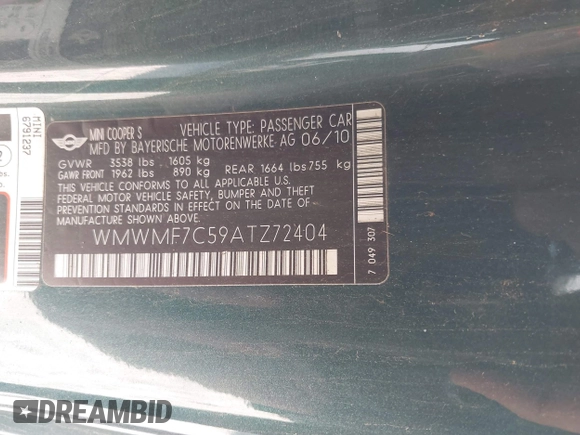 MINI
6791237
MINI COOPER S VEHICLE TYPE: PASSENGER CAR
MFD BY BAYERISCHE MOTORENWERKE AG 06/10
GVWR 3538 lbs . 1605 kg
GAWR FRONT 1962 lbs 890 kg REAR 1664 lbs 755 kg
THIS VEHICLE CONFORMS TO ALL APPLICABLE U.S.
FEDERAL MOTOR VEHICLE SAFETY, BUMPER AND THEFT
PREVENTION STANDARDS IN EFFECT ON THE DATE OF
MANUFACTURE SHOWN ABOVE.
WMWMF7C59ATZ72404
7 049 307
DREAMBID